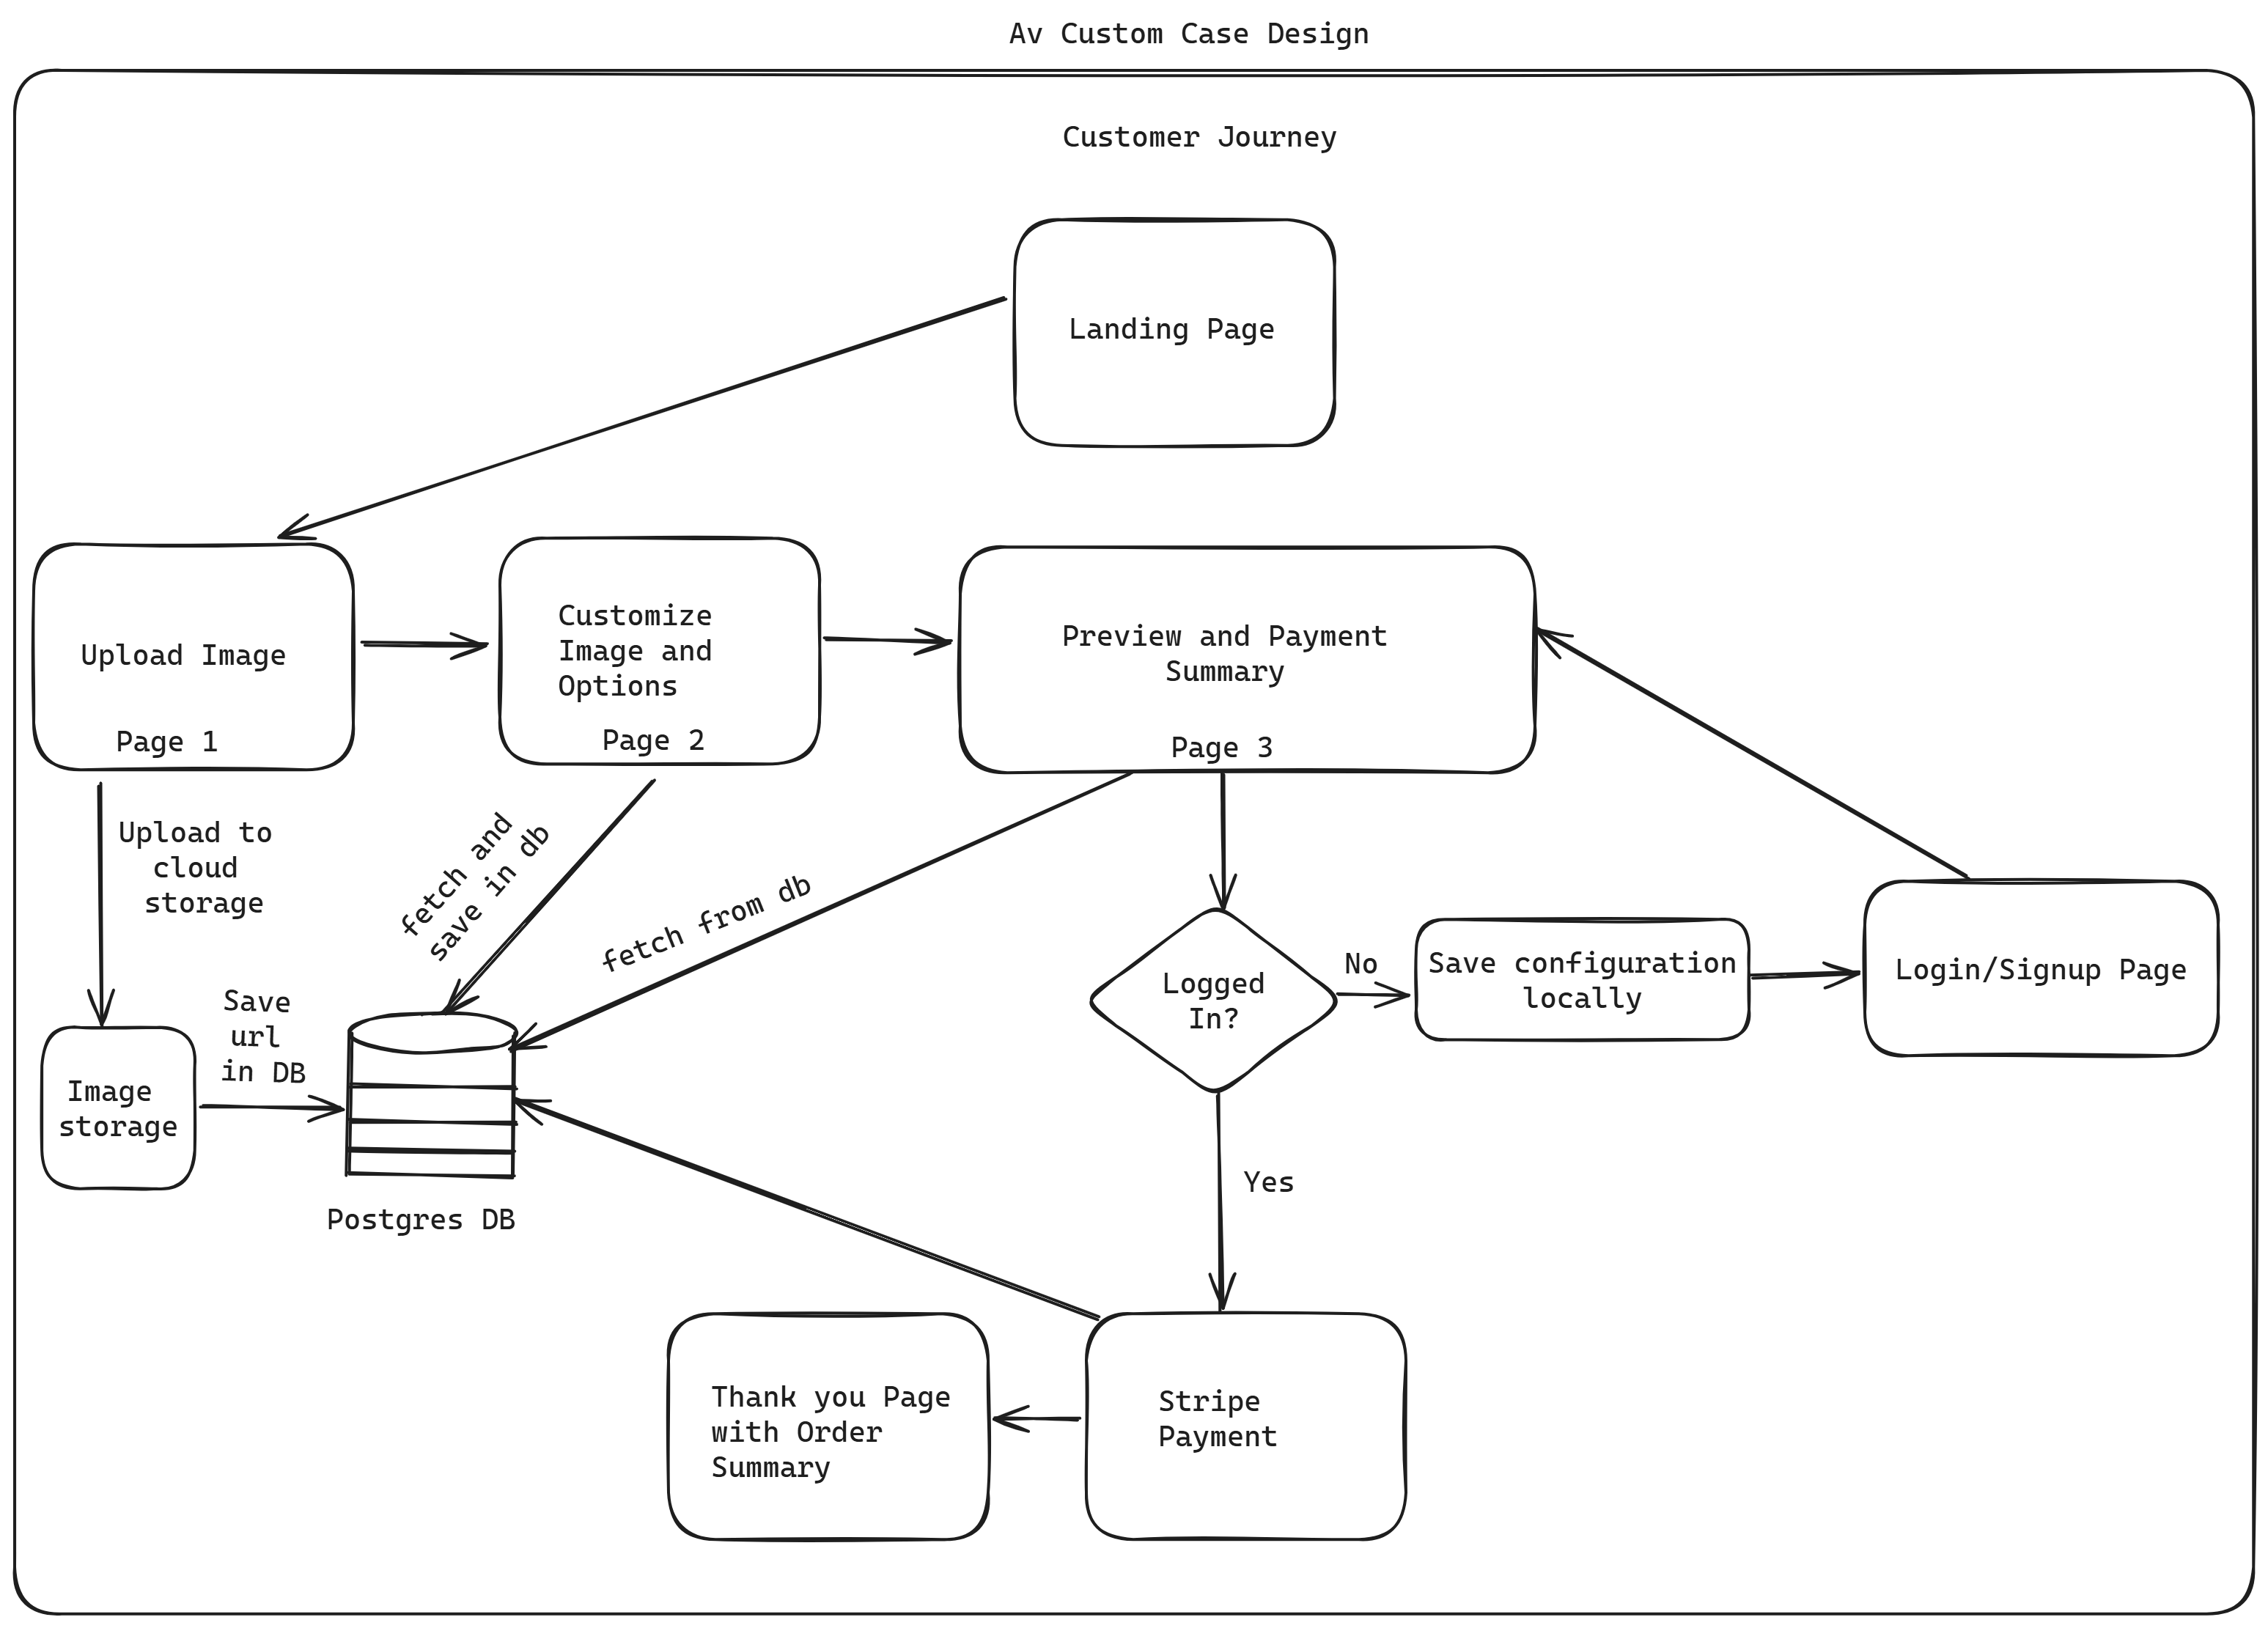 Av Custom Case Design
Customer Journey
Landing Page
Upload Image
Page 1
Customize
Image and
Options
Page 2
Preview and Payment
Summary
Page 3
Upload to
cloud
storage
fetch and
save in db
fetch from db
Logged
In?
No
Save configuration
locally
Login/Signup Page
Save
url
in DB
Image
storage
Postgres DB
Yes
Thank you Page
with Order
Summary
Stripe
Payment